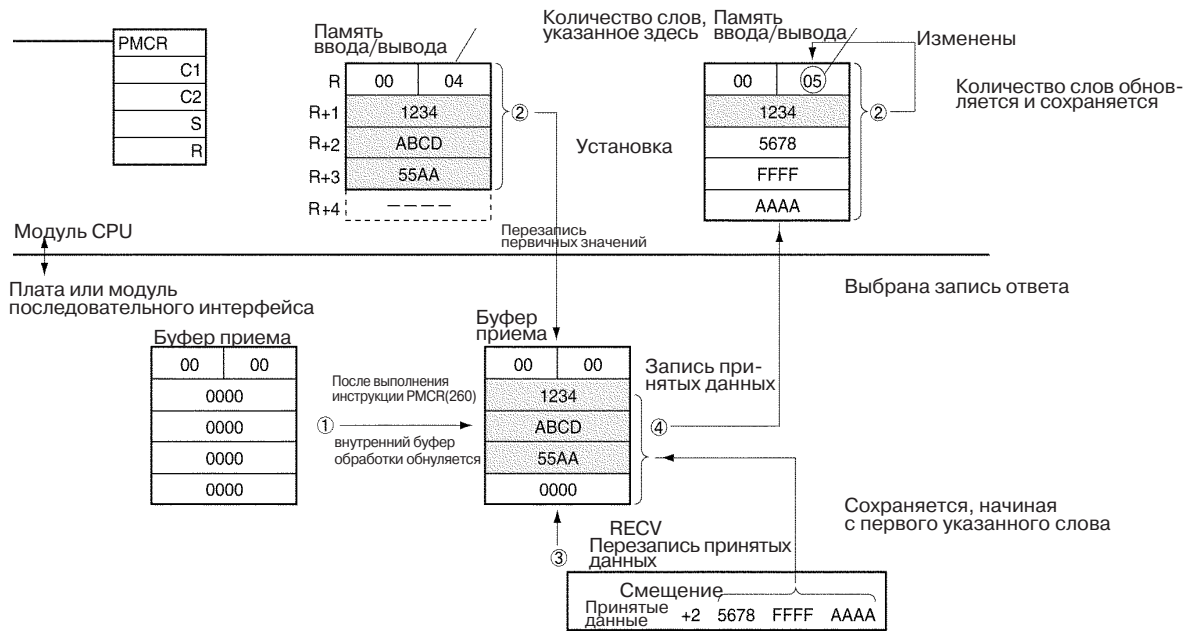 PMCR
C1
C2
S
R
Память
ввода/вывода
R 00 04
R+1 1234
R+2 ABCD
R+3 55AA
R+4 ----
②
Количество слов,
указанное здесь
Память
ввода/вывода
00 05
1234
5678
FFFF
AAAA
②
Изменены
Количество слов обнов-
ляется и сохраняется
Установка
Перезапись
первичных значений
Модуль CPU
Плата или модуль
последовательного интерфейса
Выбрана запись ответа
Буфер приема
00 00
0000
0000
0000
0000
①
После выполнения
инструкции PMCR(260)
внутренний буфер
обработки обнуляется
Буфер
приема
00 00
1234
ABCD
55AA
0000
Запись при-
нятых данных
④
Сохраняется, начиная
с первого указанного слова
③
RECV
Перезапись принятых
данных
Смещение
Принятые
данные
+2 5678 FFFF AAAA